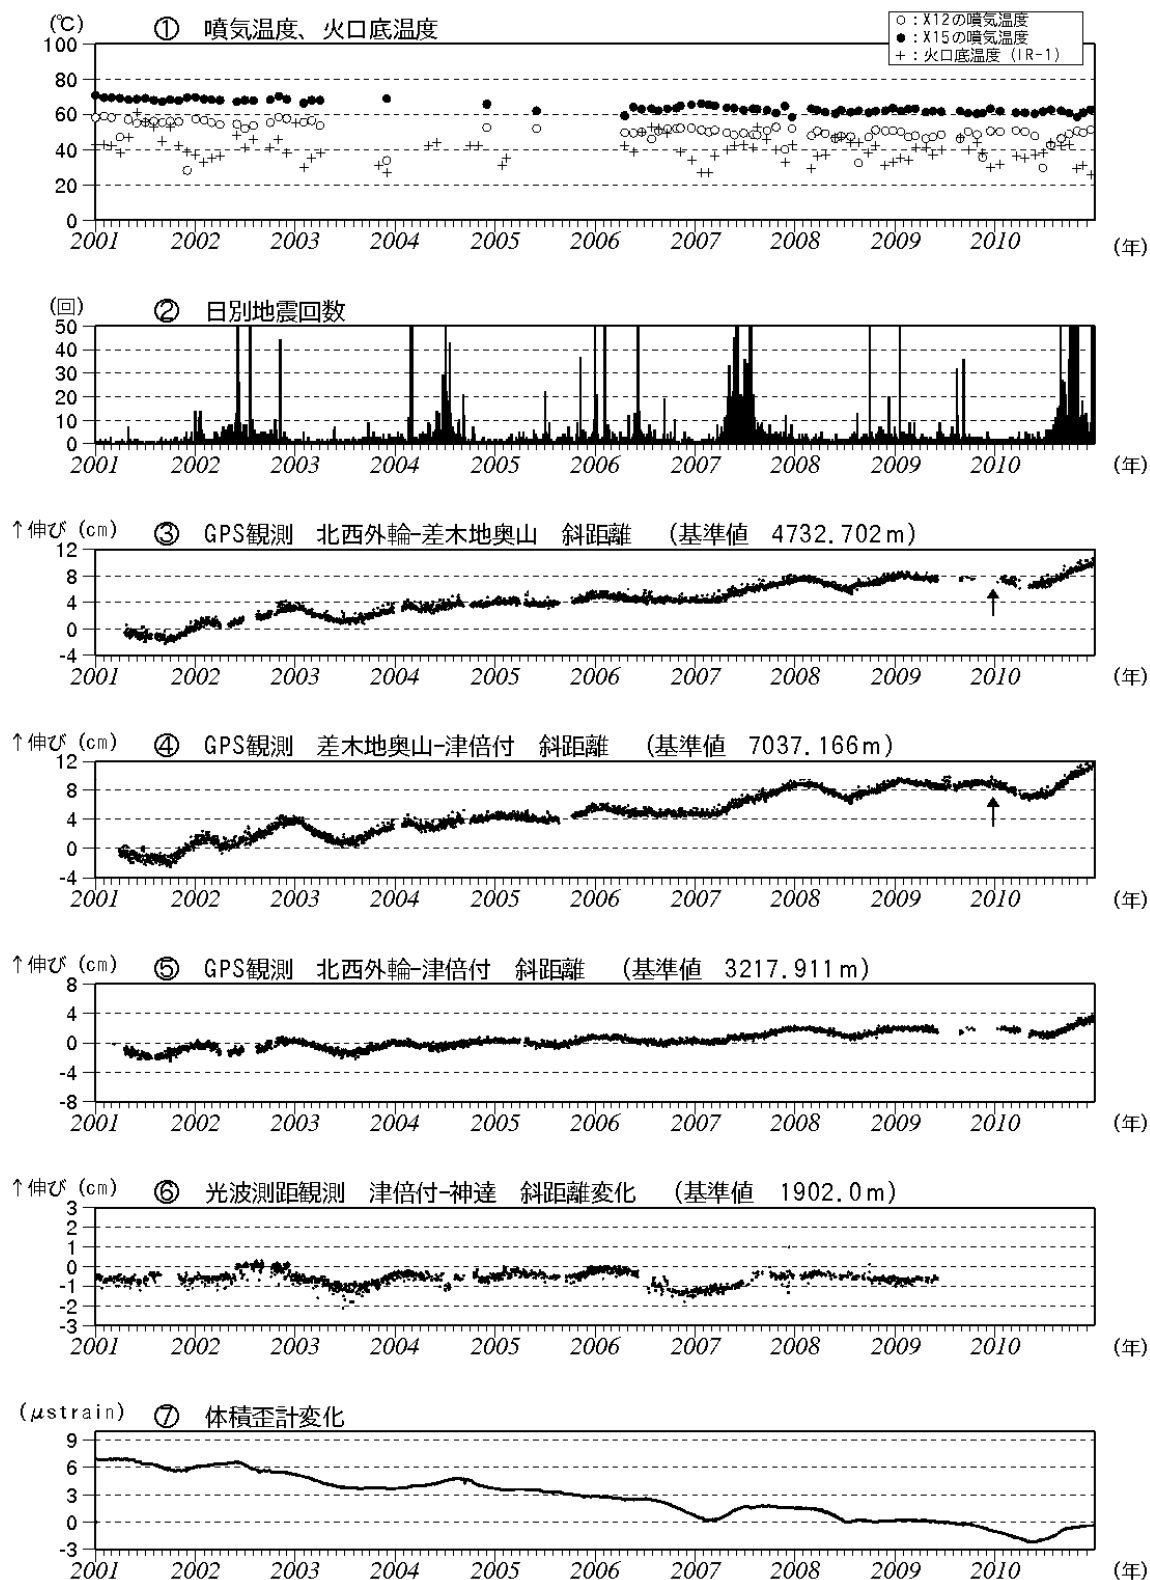 (℃) ① 噴気温度、火口底温度
○：X12の噴気温度
●：X15の噴気温度
+：火口底温度 (IR-1)
100
80
60
40
20
0
2001 2002 2003 2004 2005 2006 2007 2008 2009 2010 (年)
(回) ② 日別地震回数
50
40
30
20
10
0
2001 2002 2003 2004 2005 2006 2007 2008 2009 2010 (年)
↑伸び (cm) ③ GPS観測 北西外輪-差木地奥山 斜距離 (基準値 4732.702m)
12
8
4
0
-4
2001 2002 2003 2004 2005 2006 2007 2008 2009 2010 (年)
↑伸び (cm) ④ GPS観測 差木地奥山-津倍付 斜距離 (基準値 7037.166m)
12
8
4
0
-4
2001 2002 2003 2004 2005 2006 2007 2008 2009 2010 (年)
↑伸び (cm) ⑤ GPS観測 北西外輪-津倍付 斜距離 (基準値 3217.911m)
8
4
0
-4
-8
2001 2002 2003 2004 2005 2006 2007 2008 2009 2010 (年)
↑伸び (cm) ⑥ 光波測距観測 津倍付-神達 斜距離変化 (基準値 1902.0m)
3
2
1
0
-1
-2
-3
2001 2002 2003 2004 2005 2006 2007 2008 2009 2010 (年)
(μstrain) ⑦ 体積歪計変化
9
6
3
0
-3
2001 2002 2003 2004 2005 2006 2007 2008 2009 2010 (年)